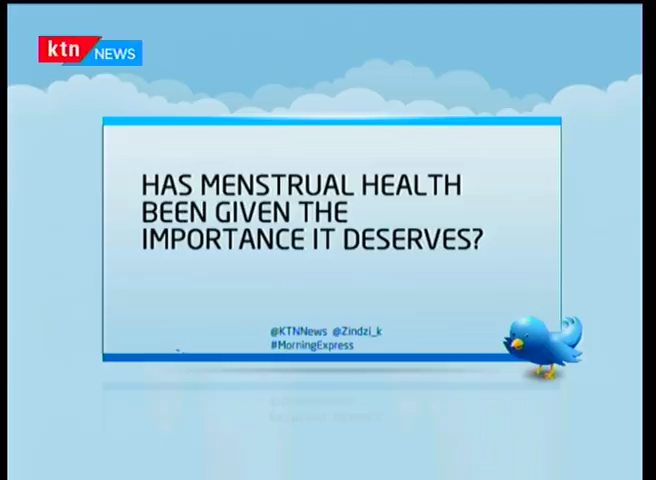 ktn NEWS
HAS MENSTRUAL HEALTH
BEEN GIVEN THE
IMPORTANCE IT DESERVES?
@KTNNews @Zindzi_k
#MorningExpress